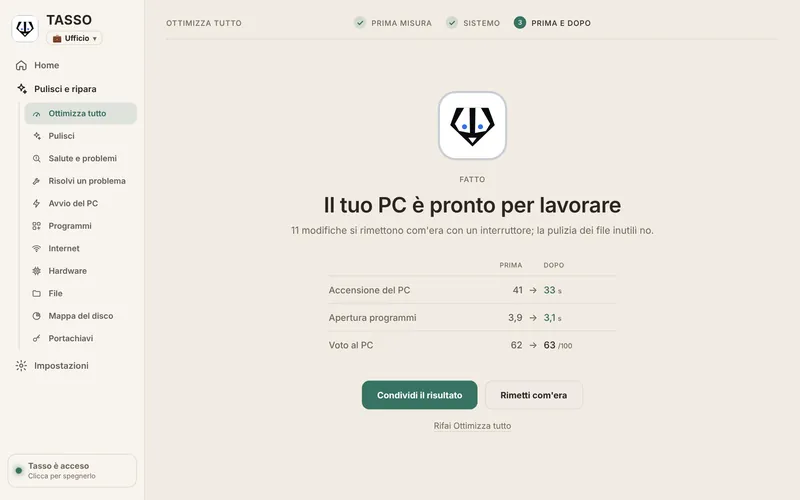 TASSO
Ufficio
Home
Pulisci e ripara
Ottimizza tutto
Pulisci
Salute e problemi
Risolvi un problema
Avvio del PC
Programmi
Internet
Hardware
File
Mappa del disco
Portachiavi
Impostazioni
Tasso è acceso
Clicca per spegnerlo
OTTIMIZZA TUTTO
PRIMA MISURA
SISTEMO
3 PRIMA E DOPO
FATTO
Il tuo PC è pronto per lavorare
11 modifiche si rimettono com'era con un interruttore; la pulizia dei file inutili no.
PRIMA DOPO
Accensione del PC 41 → 33 s
Apertura programmi 3,9 → 3,1 s
Voto al PC 62 → 63 /100
Condividi il risultato
Rimetti com'era
Rifai Ottimizza tutto